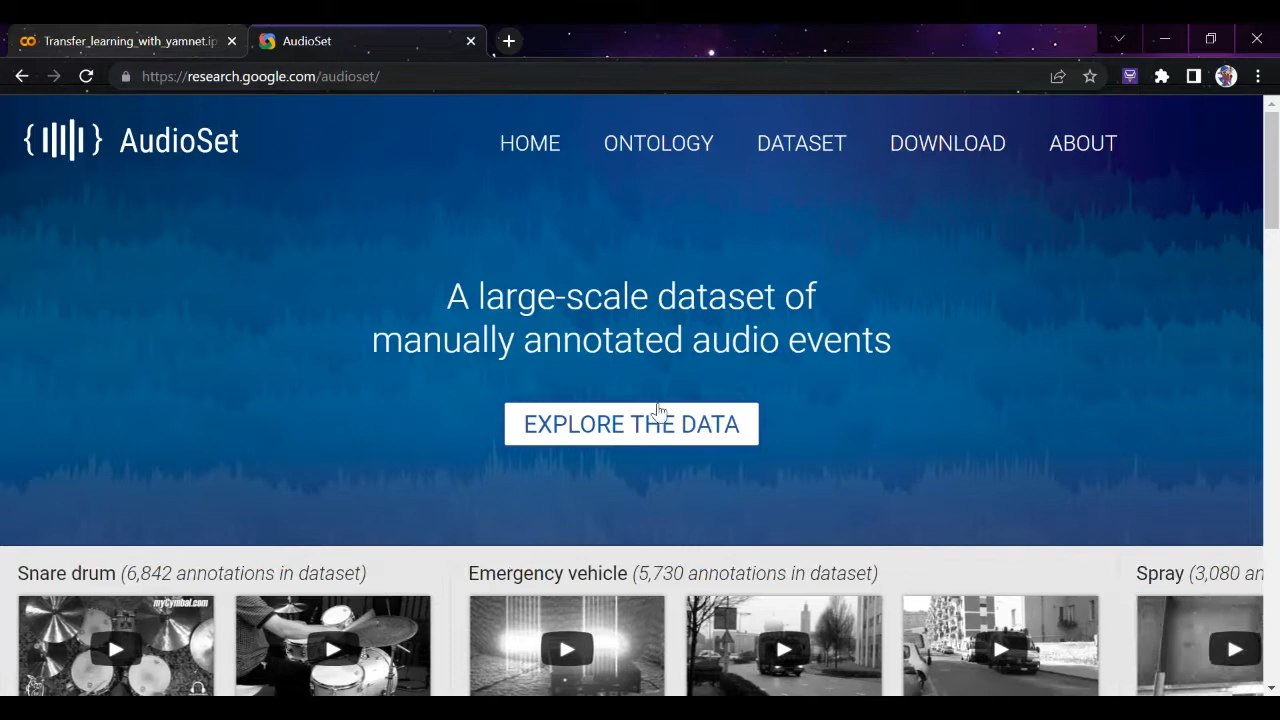 Transfer_learning_with_yamnet.ip
AudioSet
https://research.google.com/audioset/
{ } AudioSet
HOME
ONTOLOGY
DATASET
DOWNLOAD
ABOUT
A large-scale dataset of
manually annotated audio events
EXPLORE THE DATA
Snare drum (6,842 annotations in dataset)
Emergency vehicle (5,730 annotations in dataset)
Spray (3,080 an
myCymbal.com